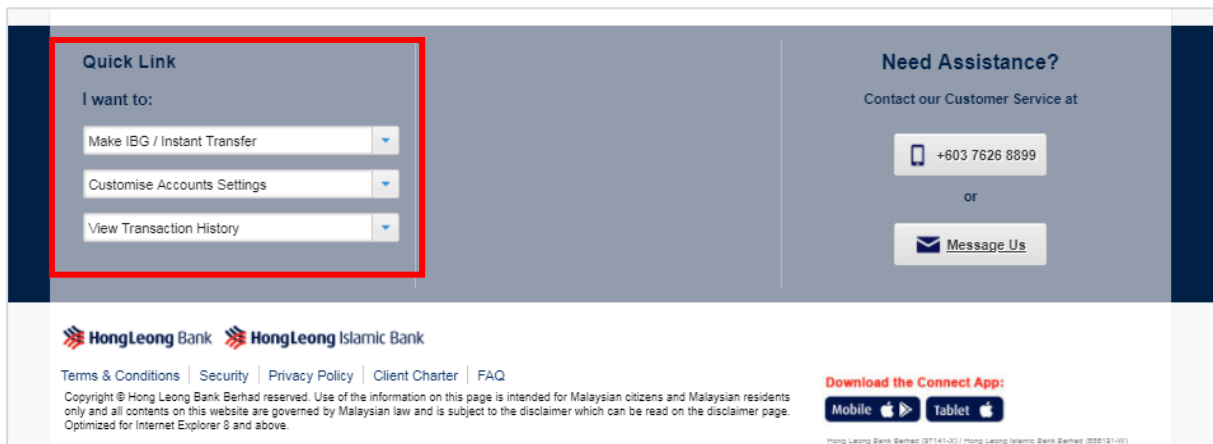 Quick Link
I want to:
Make IBG / Instant Transfer
Customise Accounts Settings
View Transaction History
Need Assistance?
Contact our Customer Service at
+603 7626 8899
or
Message Us
HongLeong Bank HongLeong Islamic Bank
Terms & Conditions Security Privacy Policy Client Charter FAQ
Copyright © Hong Leong Bank Berhad reserved. Use of the information on this page is intended for Malaysian citizens and Malaysian residents
only and all contents on this website are governed by Malaysian law and is subject to the disclaimer which can be read on the disclaimer page.
Optimized for Internet Explorer 8 and above.
Download the Connect App:
Mobile Tablet
Hong Leong Bank Berhad (97141-X) / Hong Leong Islamic Bank Berhad (686191-W)